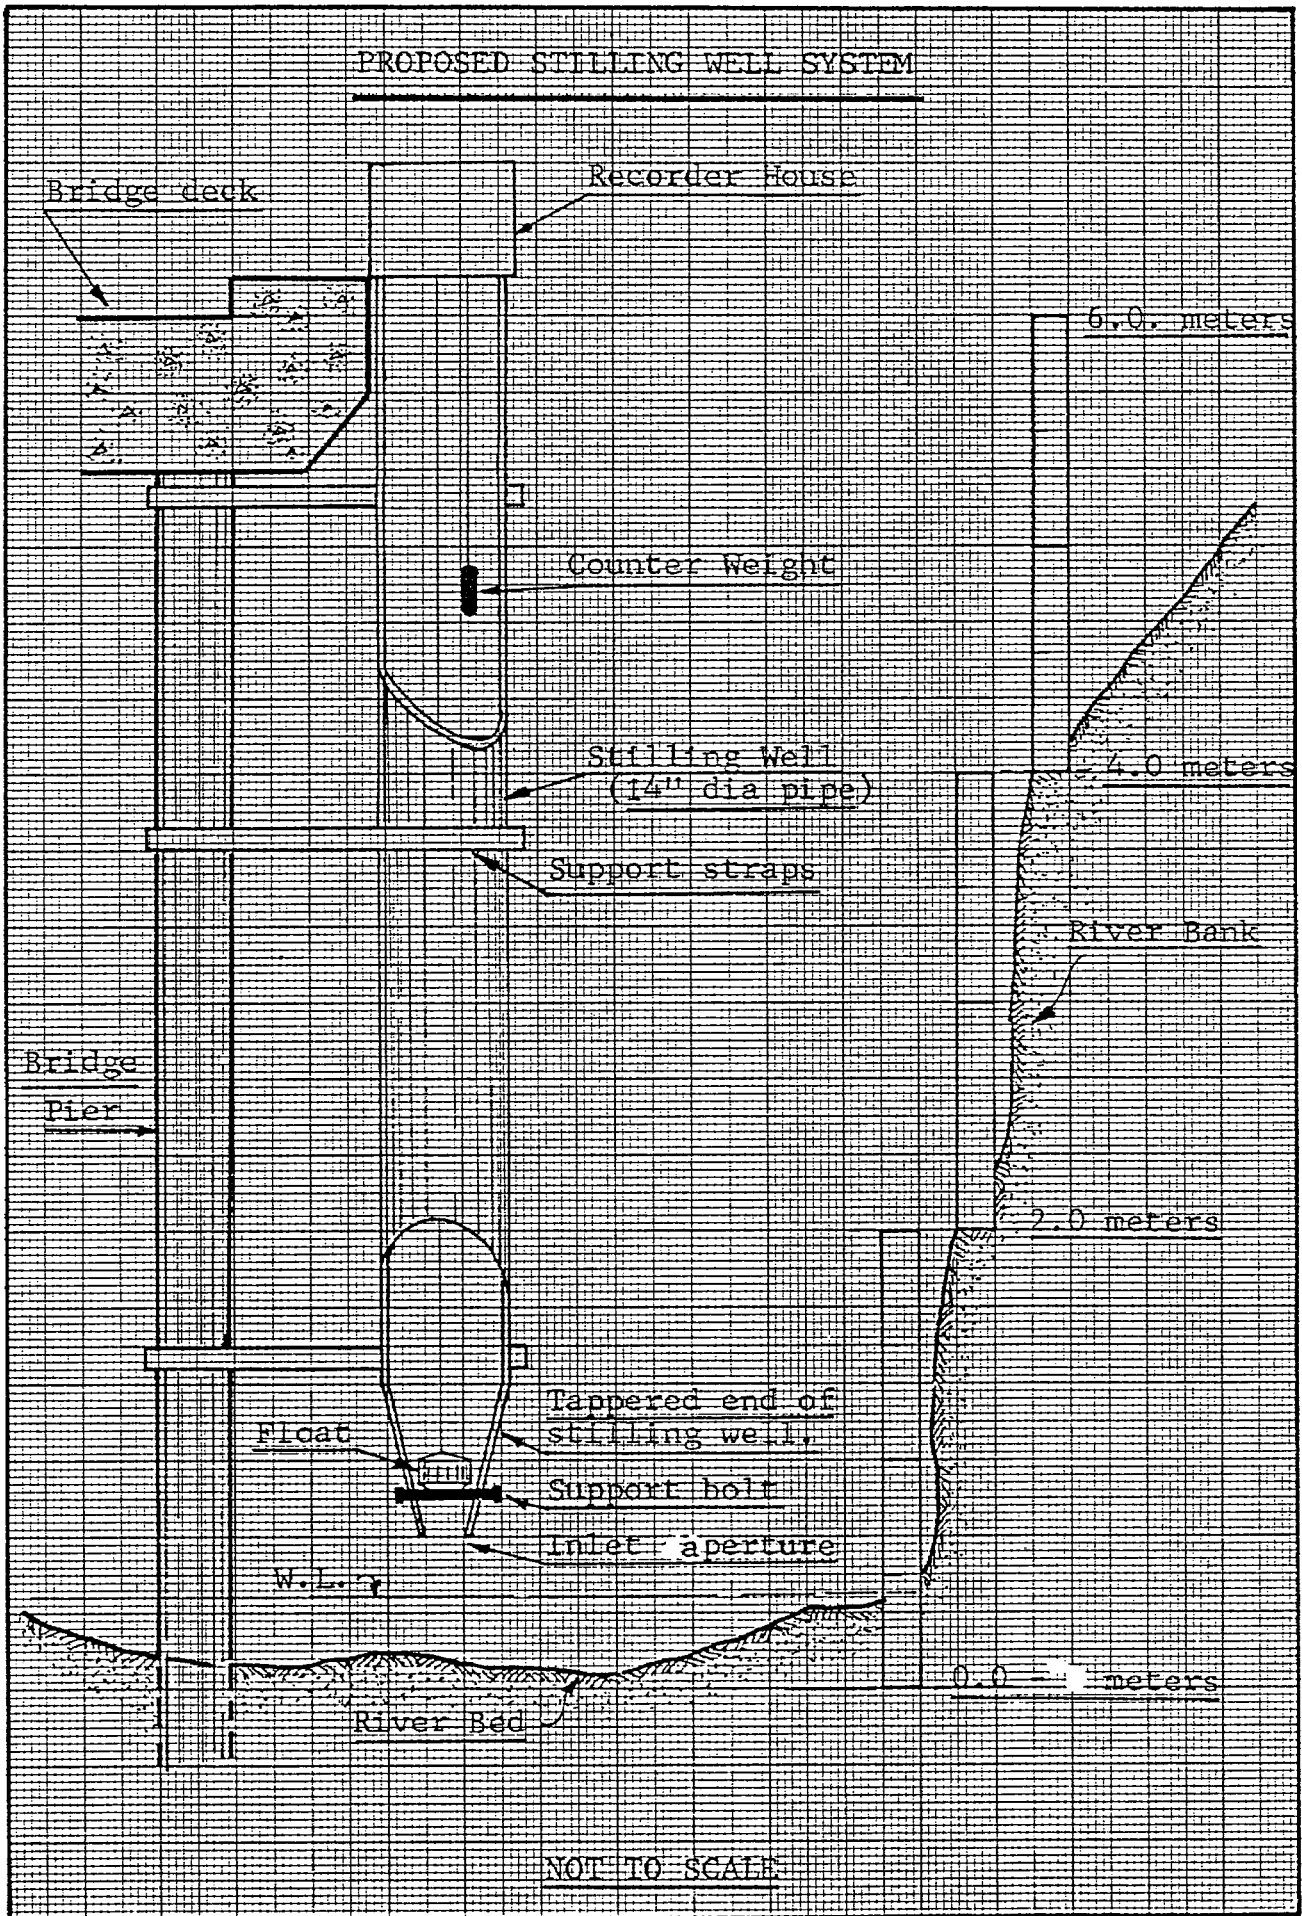 PROPOSED STILLING WELL SYSTEM
Recorder House
Bridge deck
6.0. meters
Counter Weight
Stilling Well
(14" dia pipe)
4.0 meters
Support straps
River Bank
Bridge
Pier
2.0 meters
Tappered end of
stilling well.
Float
Support bolt
Inlet aperture
W.L.
0.0 meters
River Bed
NOT TO SCALE